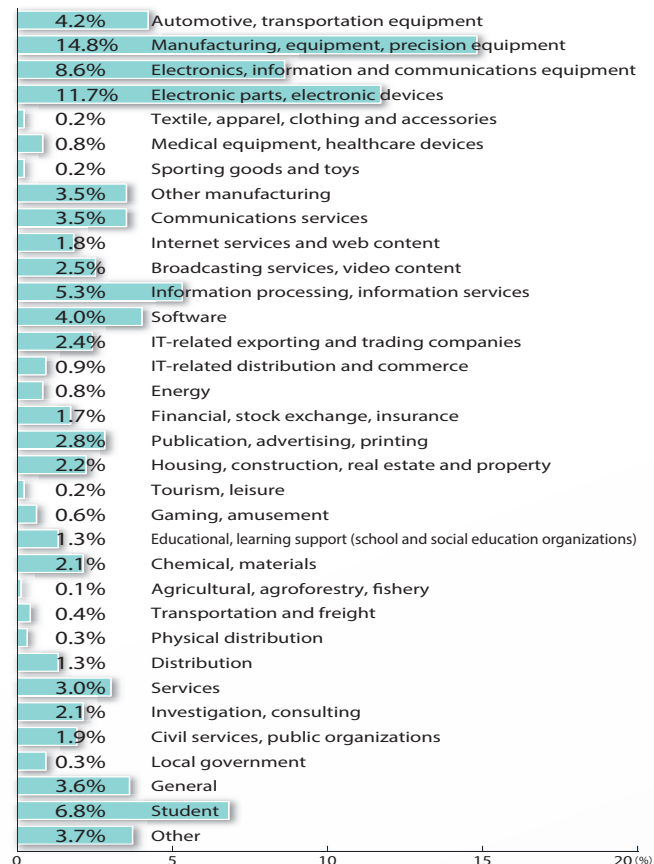 4.2% Automotive, transportation equipment
14.8% Manufacturing, equipment, precision equipment
8.6% Electronics, information and communications equipment
11.7% Electronic parts, electronic devices
0.2% Textile, apparel, clothing and accessories
0.8% Medical equipment, healthcare devices
0.2% Sporting goods and toys
3.5% Other manufacturing
3.5% Communications services
1.8% Internet services and web content
2.5% Broadcasting services, video content
5.3% Information processing, information services
4.0% Software
2.4% IT-related exporting and trading companies
0.9% IT-related distribution and commerce
0.8% Energy
1.7% Financial, stock exchange, insurance
2.8% Publication, advertising, printing
2.2% Housing, construction, real estate and property
0.2% Tourism, leisure
0.6% Gaming, amusement
1.3% Educational, learning support (school and social education organizations)
2.1% Chemical, materials
0.1% Agricultural, agroforestry, fishery
0.4% Transportation and freight
0.3% Physical distribution
1.3% Distribution
3.0% Services
2.1% Investigation, consulting
1.9% Civil services, public organizations
0.3% Local government
3.6% General
6.8% Student
3.7% Other
0 5 10 15 20 (%)